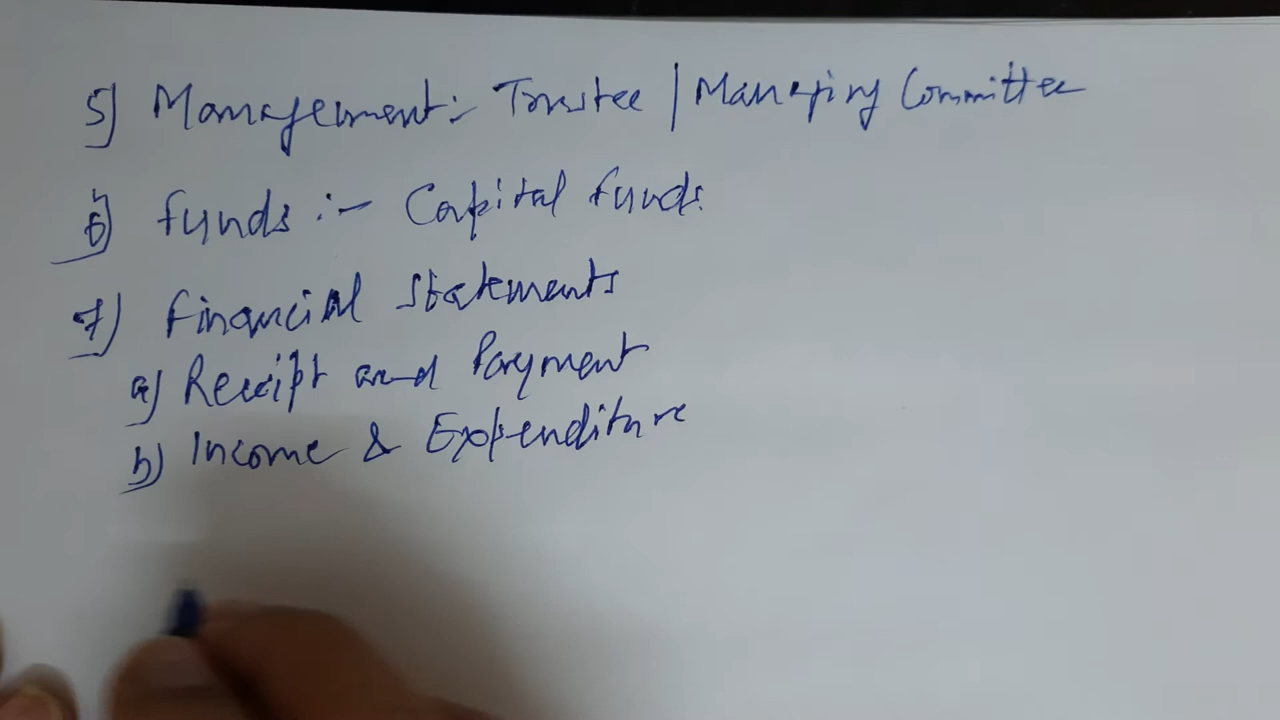 5) Management:- Trustee | Managing Committee
6) funds :- Capital funds.
7) Financial Statements
a) Receipt and Payment
b) Income & Expenditure